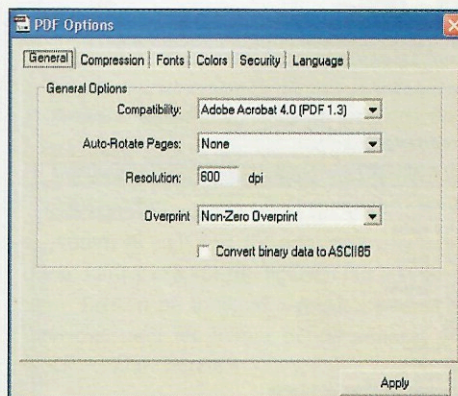 PDF Options
General Compression Fonts Colors Security Language
General Options
Compatibility: Adobe Acrobat 4.0 (PDF 1.3)
Auto-Rotate Pages: None
Resolution: 600 dpi
Overprint Non-Zero Overprint
Convert binary data to ASCII85
Apply